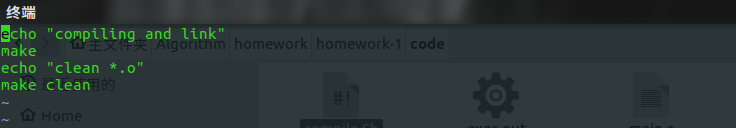 终端
echo "compiling and link"
主文件夹 Algorithm homework homework-1 code
make
echo "clean *.o"
make clean
~
Home
~